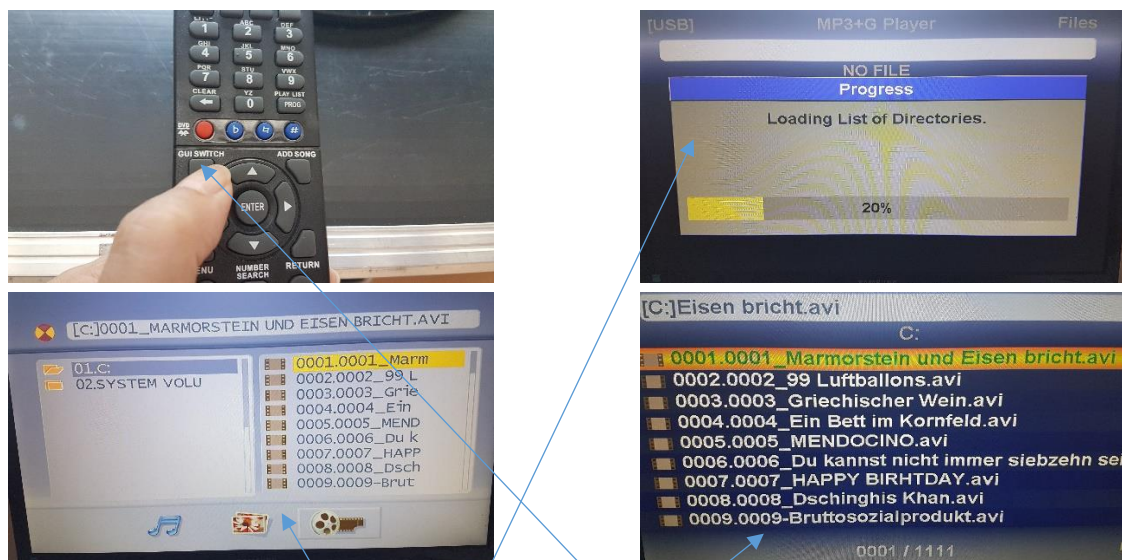 ABC DEF
1 2 3
GHI JKL MNO
4 5 6
PQR STU VWX
7 8 9
CLEAR YZ PLAY LIST
0 PROG
DVD
b ♮ #
GUI SWITCH ADD SONG
ENTER
ENU NUMBER SEARCH RETURN
[USB] MP3+G Player Files
NO FILE
Progress
Loading List of Directories.
20%
[C:]0001_MARMORSTEIN UND EISEN BRICHT.AVI
01.C:
02.SYSTEM VOLU
0001.0001_Marm
0002.0002_99 L
0003.0003_Grie
0004.0004_Ein
0005.0005_MEND
0006.0006_Du k
0007.0007_HAPP
0008.0008_Dsch
0009.0009-Brut
[C:]Eisen bricht.avi
C:
0001.0001_Marmorstein und Eisen bricht.avi
0002.0002_99 Luftballons.avi
0003.0003_Griechischer Wein.avi
0004.0004_Ein Bett im Kornfeld.avi
0005.0005_MENDOCINO.avi
0006.0006_Du kannst nicht immer siebzehn sei
0007.0007_HAPPY BIRHTDAY.avi
0008.0008_Dschinghis Khan.avi
0009.0009-Bruttosozialprodukt.avi
0001 / 1111